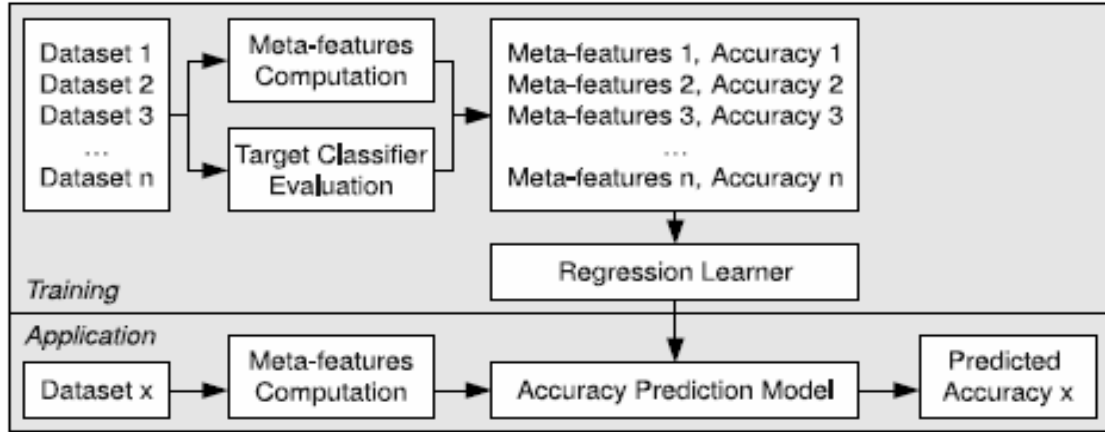 Dataset 1
Dataset 2
Dataset 3
...
Dataset n
Meta-features
Computation
Target Classifier
Evaluation
Meta-features 1, Accuracy 1
Meta-features 2, Accuracy 2
Meta-features 3, Accuracy 3
...
Meta-features n, Accuracy n
Regression Learner
Training
Application
Dataset x
Meta-features
Computation
Accuracy Prediction Model
Predicted
Accuracy x